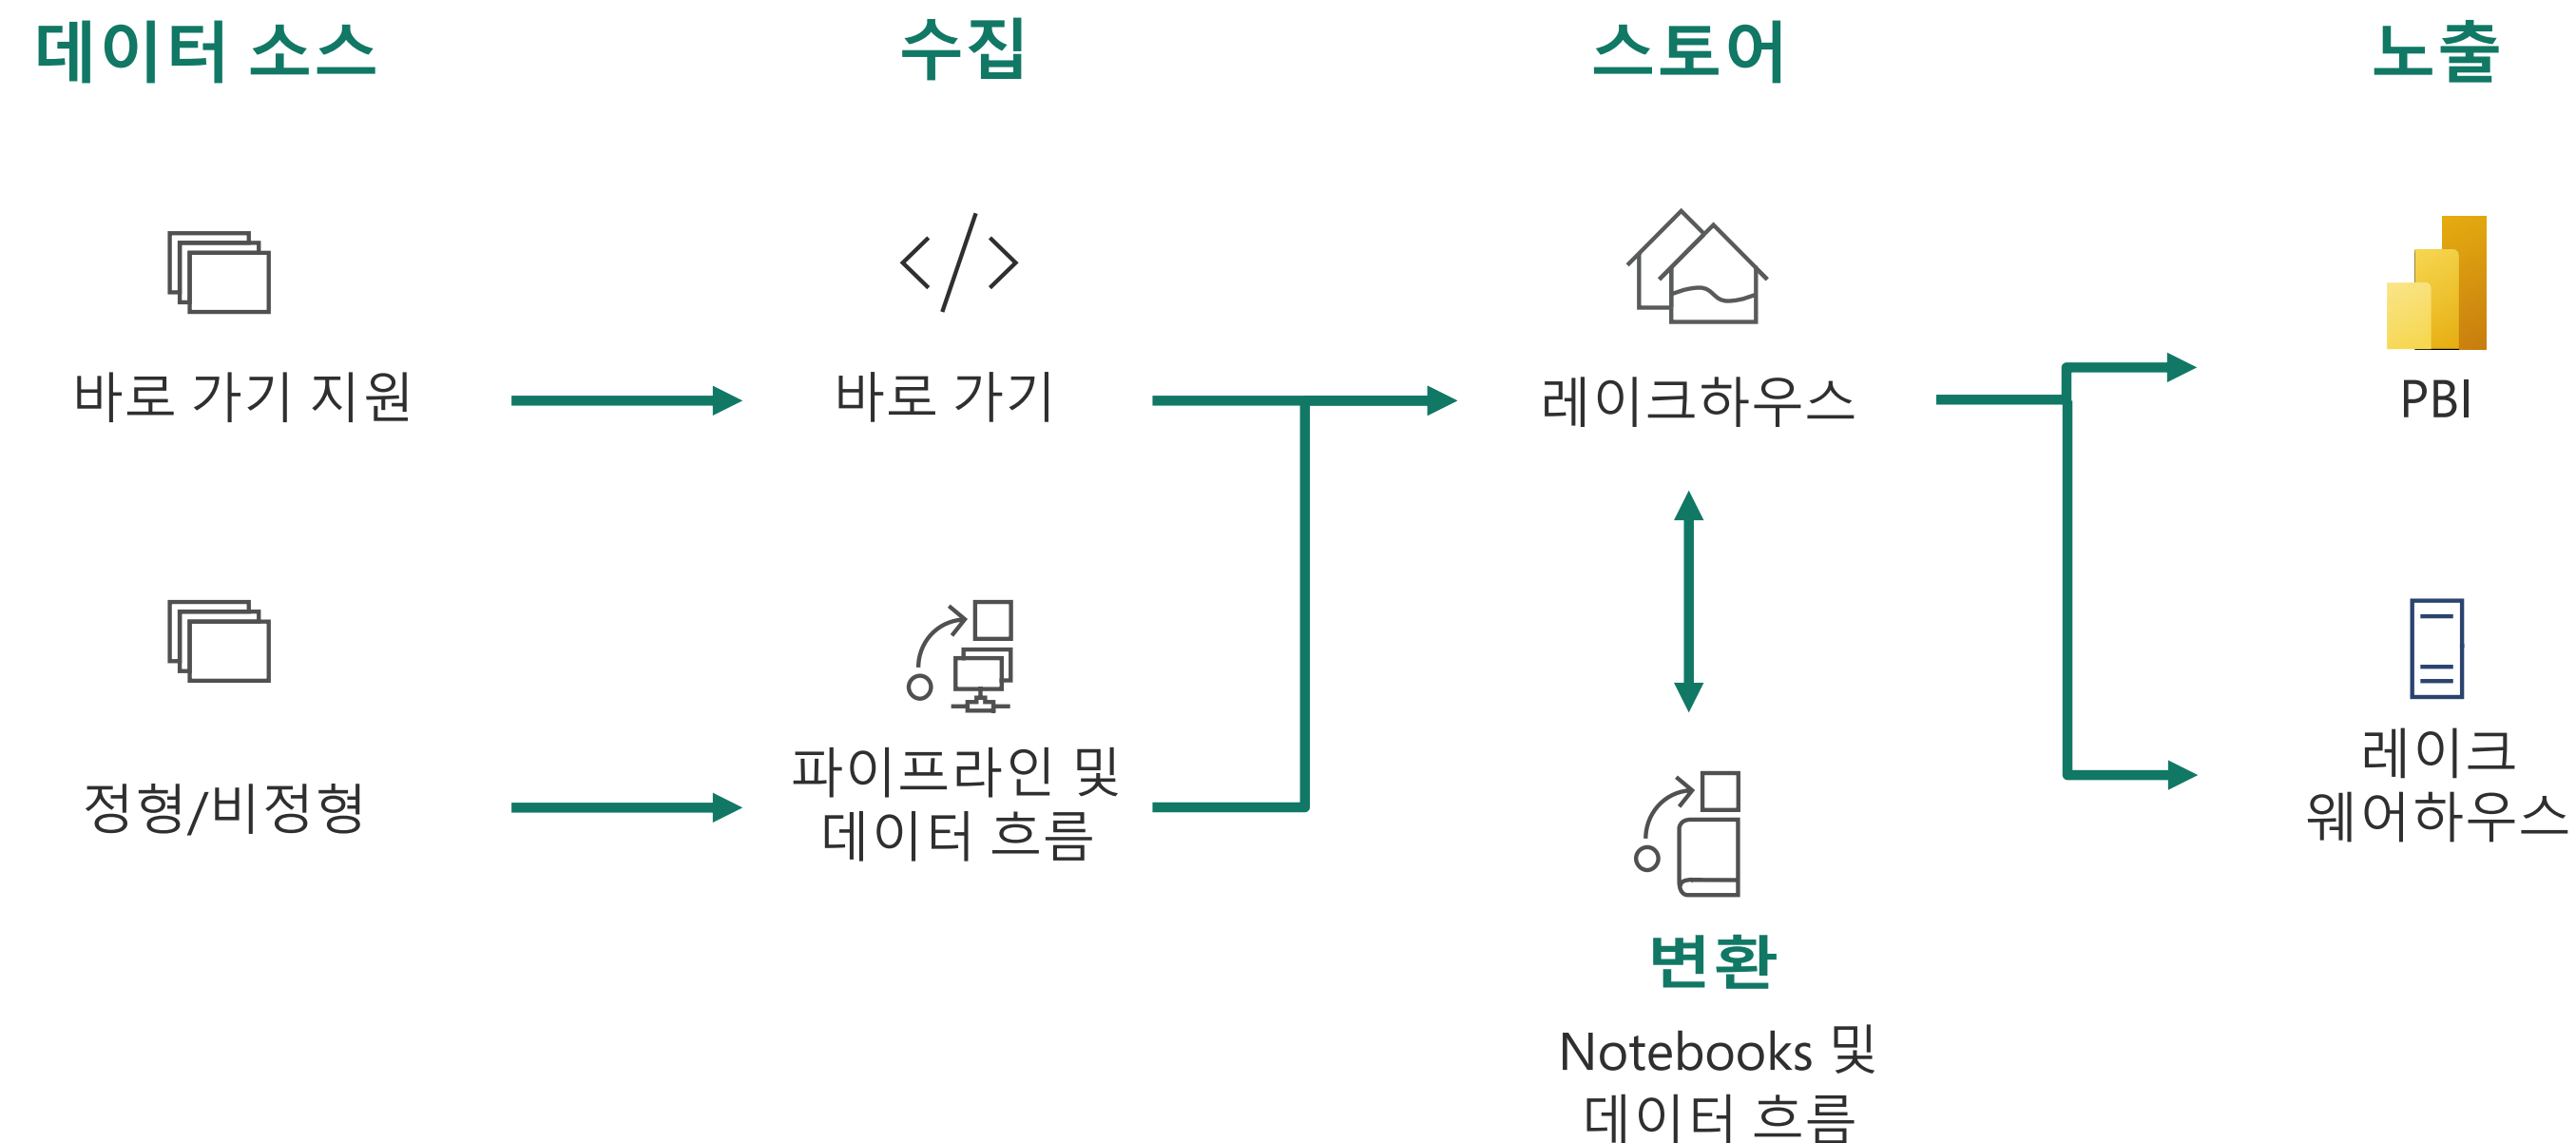 데이터 소스
수집
스토어
노출
바로 가기 지원
바로 가기
레이크하우스
PBI
정형/비정형
파이프라인 및
데이터 흐름
레이크
웨어하우스
변환
Notebooks 및
데이터 흐름